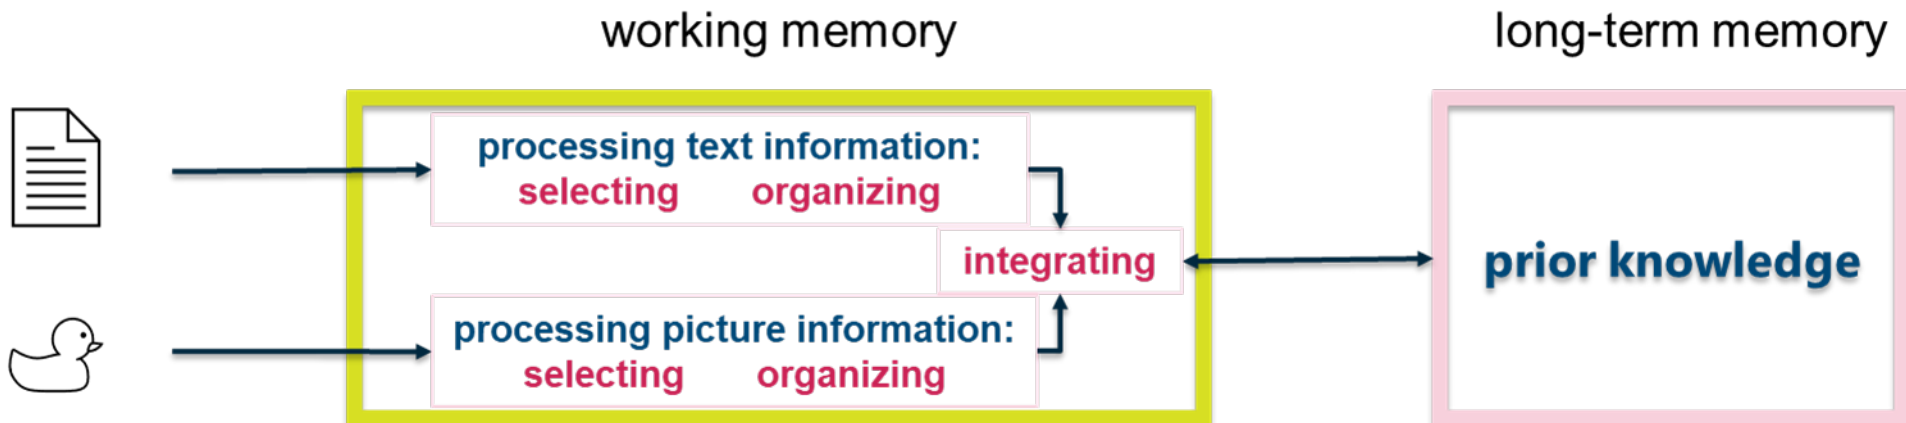 working memory
long-term memory
processing text information:
selecting organizing
integrating
prior knowledge
processing picture information:
selecting organizing